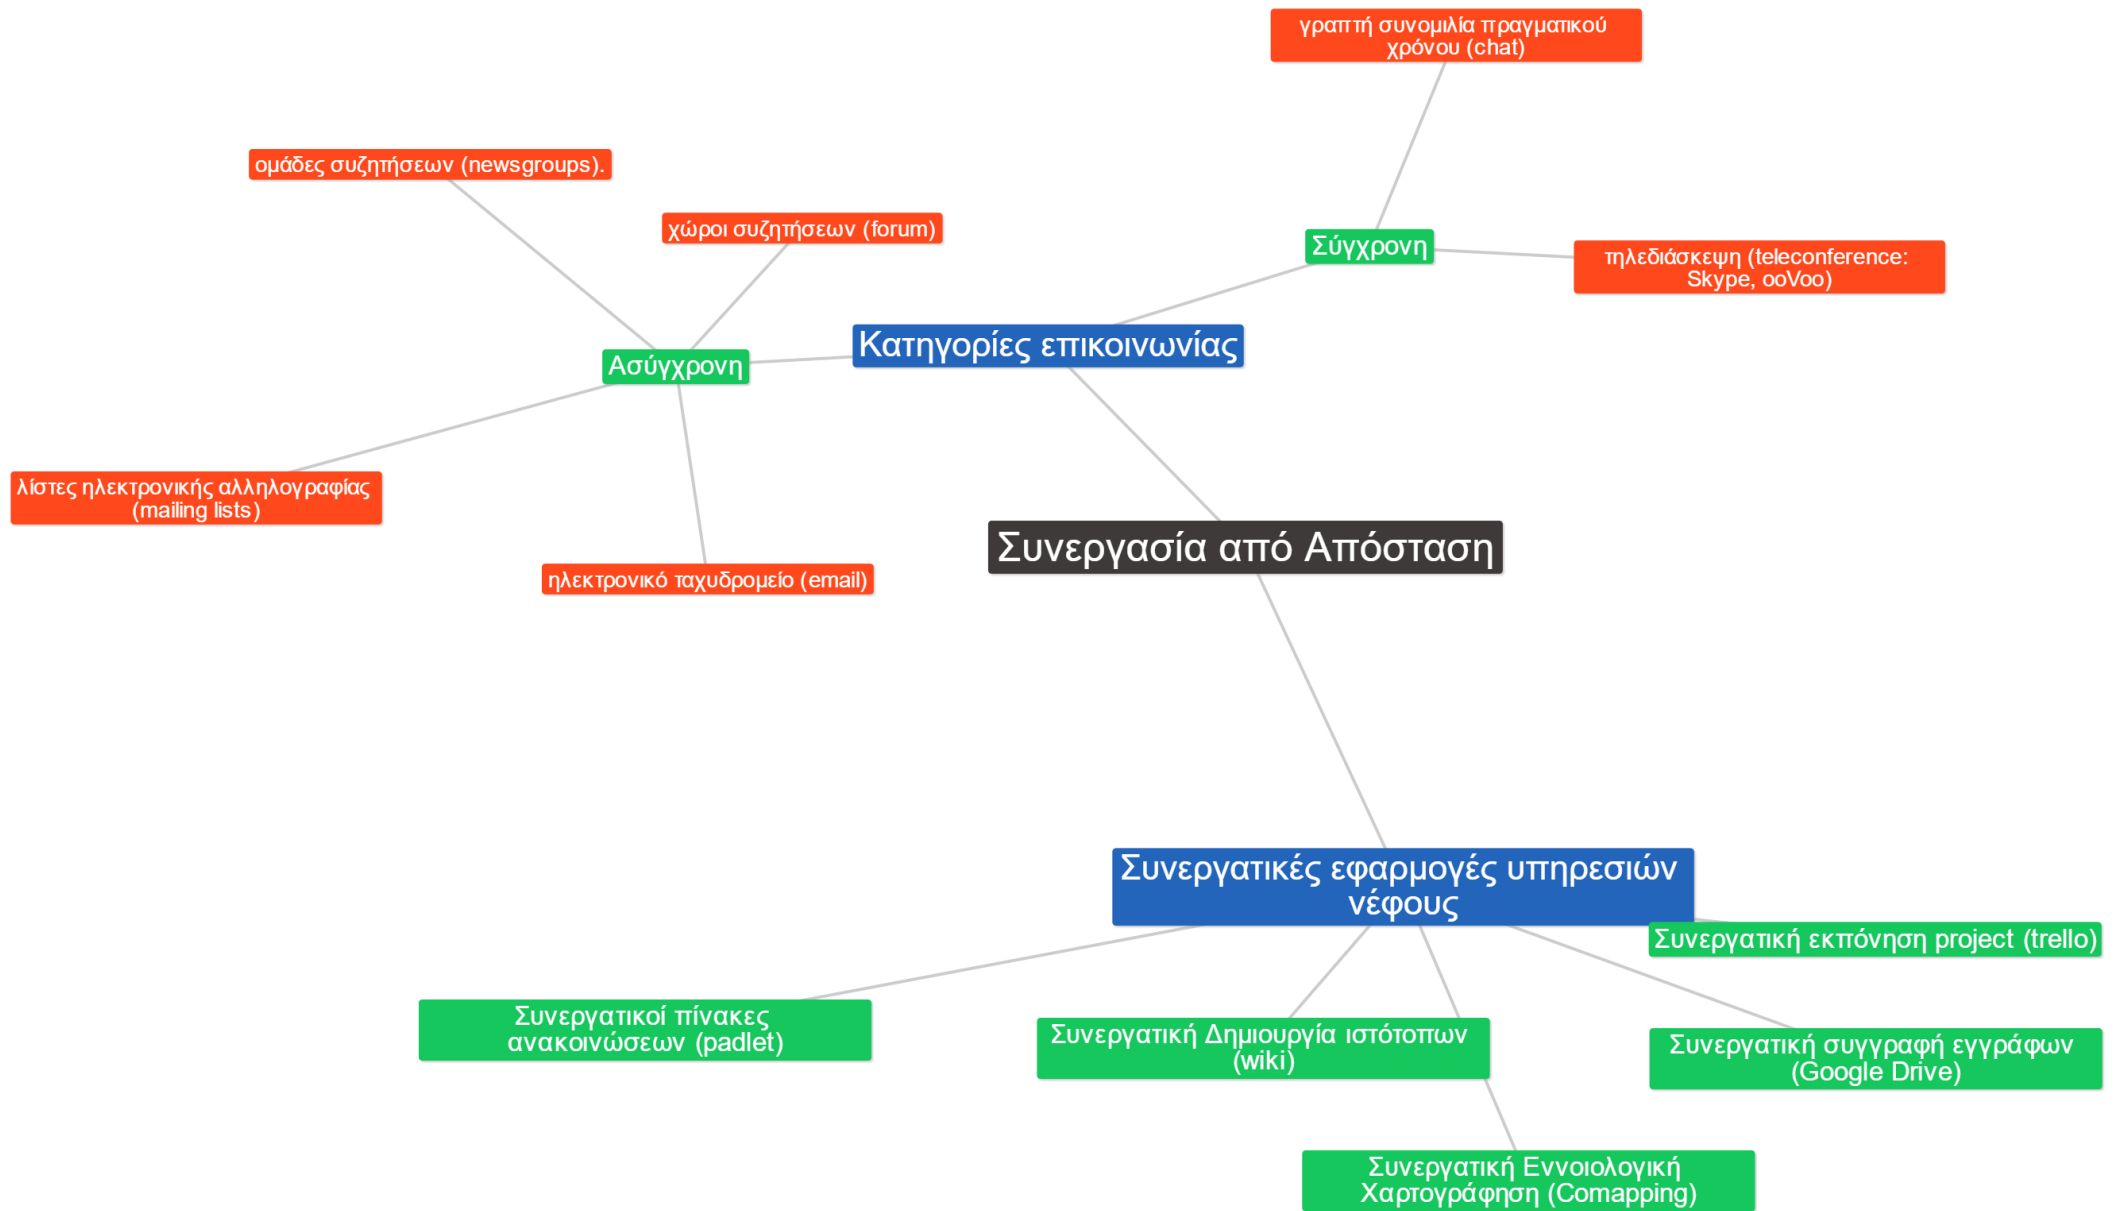 γραπτή συνομιλία πραγματικού
χρόνου (chat)
ομάδες συζητήσεων (newsgroups).
χώροι συζητήσεων (forum)
Σύγχρονη
τηλεδιάσκεψη (teleconference:
Skype, ooVoo)
Κατηγορίες επικοινωνίας
Ασύγχρονη
λίστες ηλεκτρονικής αλληλογραφίας
(mailing lists)
Συνεργασία από Απόσταση
ηλεκτρονικό ταχυδρομείο (email)
Συνεργατικές εφαρμογές υπηρεσιών
νέφους
Συνεργατική εκπόνηση project (trello)
Συνεργατικοί πίνακες
ανακοινώσεων (padlet)
Συνεργατική Δημιουργία ιστότοπων
(wiki)
Συνεργατική συγγραφή εγγράφων
(Google Drive)
Συνεργατική Εννοιολογική
Χαρτογράφηση (Comapping)